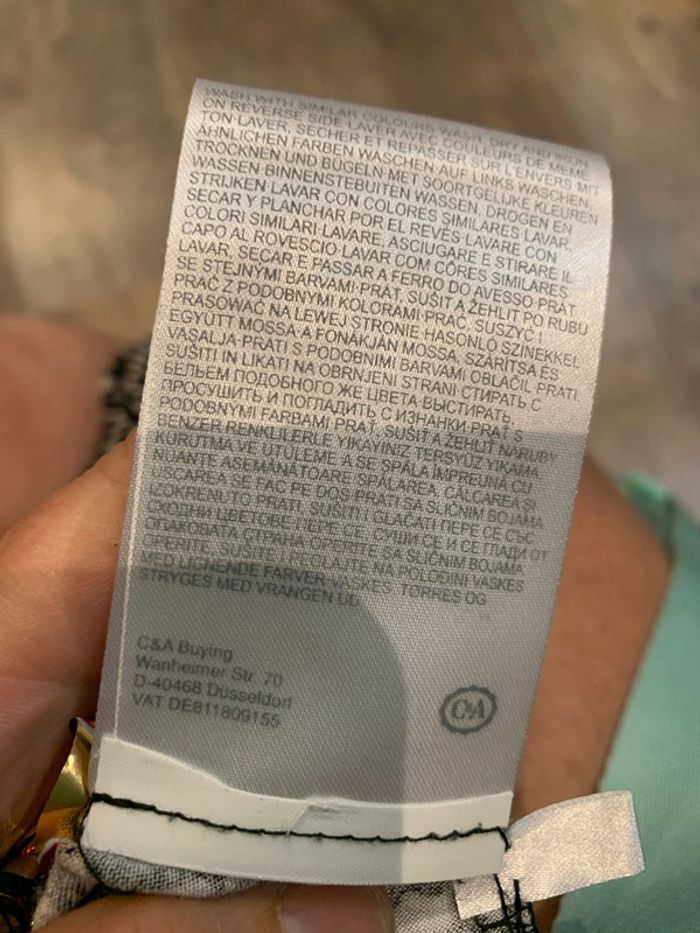 WASH WITH SIMILAR COLOURS WASH, DRY AND IRON
ON REVERSE SIDE·LAVER AVEC COULEURS DE MEME
TON LAVER, SECHER ET REPASSER SUR L'ENVERS·MIT
ÄHNLICHEN FARBEN WASCHEN AUF LINKS WASCHEN,
TROCKNEN UND BÜGELN·MET SOORTGELIJKE KLEUREN
WASSEN·BINNENSTEBUITEN WASSEN, DROGEN EN
STRIJKEN·LAVAR CON COLORES SIMILARES LAVAR,
SECAR Y PLANCHAR POR EL REVÉS·LAVARE CON
COLORI SIMILARI·LAVARE, ASCIUGARE E STIRARE IL
CAPO AL ROVESCIO·LAVAR COM CÔRES SIMILARES
LAVAR, SECAR E PASSAR A FERRO DO AVESSO·PRÁT
SE STEJNYMI BARVAMI·PRÁT, SUŠIT A ŽEHLIT PO RUBU
PRAĆ Z PODOBNYMI KOLORAMI·PRAĆ, SUSZYĆ I
PRASOWAĆ NA LEWEJ STRONIE·HASONLÓ SZINEKKEL
EGYÜTT MOSSA·A FONÁKJÁN MOSSA, SZÁRÍTSA ÉS
VASALJA·PRATI S PODOBNIMI BARVAMI OBLAČIL·PRATI,
SUŠITI IN LIKATI NA OBRNJENI STRANI·СТИРАТЬ С
БЕЛЬЕМ ПОДОБНОГО ЖЕ ЦВЕТА·ВЫСТИРАТЬ,
ПРОСУШИТЬ И ПОГЛАДИТЬ С ИЗНАНКИ·PRAŤ S
PODOBNÝMI FARBAMI·PRAŤ, SUŠIŤ A ŽEHLIŤ NARUBY
BENZER RENKLILERLE YIKAYINIZ·TERSYÜZ YIKAMA,
KURUTMA VE ÜTÜLEME·A SE SPĂLA ÎMPREUNĂ CU
NUANȚE ASEMĂNĂTOARE·SPĂLAREA, CĂLCAREA ȘI
USCAREA SE FAC PE DOS·PRATI SA SLIČNIM BOJAMA
IZOKRENUTO PRATI, SUŠITI I GLAČATI·ПЕРЕ СЕ СЪС
СХОДНИ ЦВЕТОВЕ·ПЕРЕ СЕ, СУШИ СЕ И СЕ ГЛАДИ ОТ
ОПАКОВАТА СТРАНА·OPERITE SA SLIČNIM BOJAMA
OPERITE, SUŠITE I PEGLAJTE NA POLEĐINI·VASKES
MED LIGNENDE FARVER·VASKES, TØRRES OG
STRYGES MED VRANGEN UD
C&A Buying
Wanheimer Str. 70
D-40468 Düsseldorf
VAT DE811809155
C&A